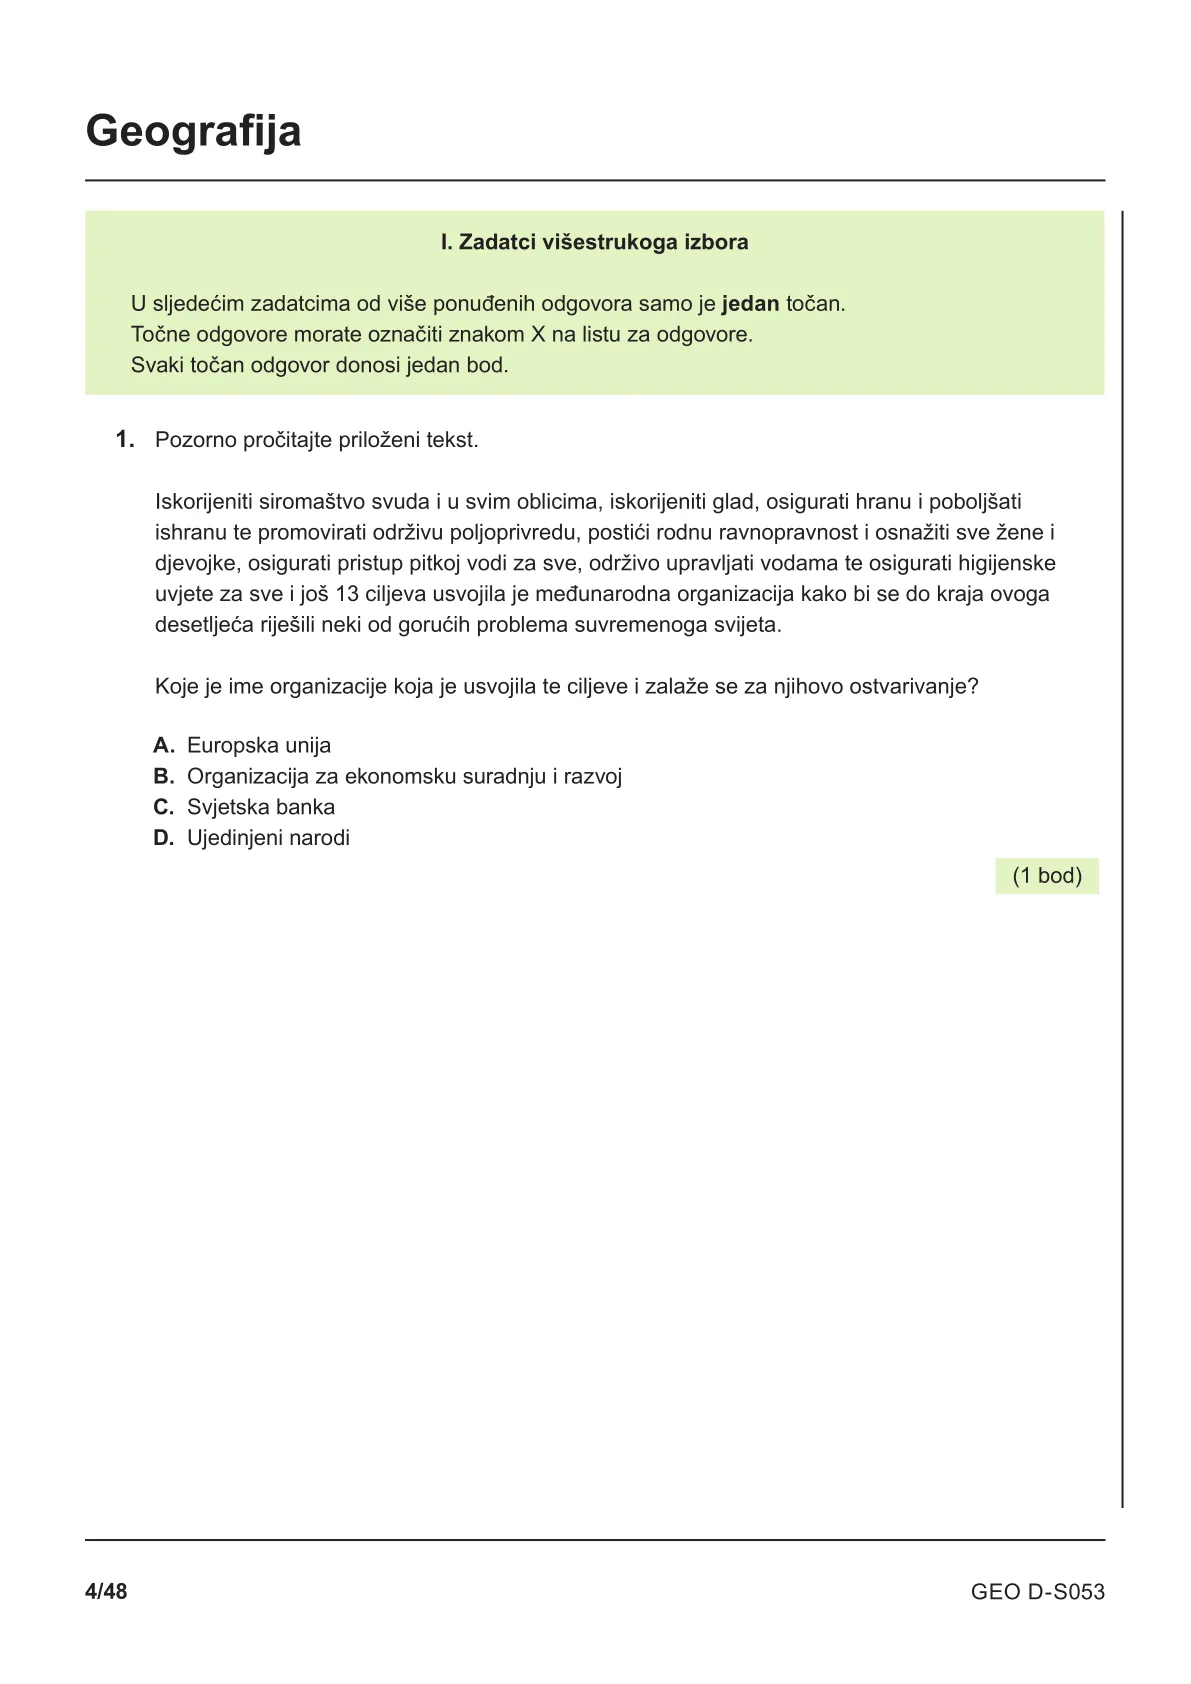 Geografija
I. Zadatci višestrukoga izbora
U sljedećim zadatcima od više ponuđenih odgovora samo je jedan točan.
Točne odgovore morate označiti znakom X na listu za odgovore.
Svaki točan odgovor donosi jedan bod.
1. Pozorno pročitajte priloženi tekst.
Iskorijeniti siromaštvo svuda i u svim oblicima, iskorijeniti glad, osigurati hranu i poboljšati
ishranu te promovirati održivu poljoprivredu, postići rodnu ravnopravnost i osnažiti sve žene i
djevojke, osigurati pristup pitkoj vodi za sve, održivo upravljati vodama te osigurati higijenske
uvjete za sve i još 13 ciljeva usvojila je međunarodna organizacija kako bi se do kraja ovoga
desetljeća riješili neki od gorućih problema suvremenoga svijeta.
Koje je ime organizacije koja je usvojila te ciljeve i zalaže se za njihovo ostvarivanje?
A. Europska unija
B. Organizacija za ekonomsku suradnju i razvoj
C. Svjetska banka
D. Ujedinjeni narodi
(1 bod)
4/48
GEO D-S053